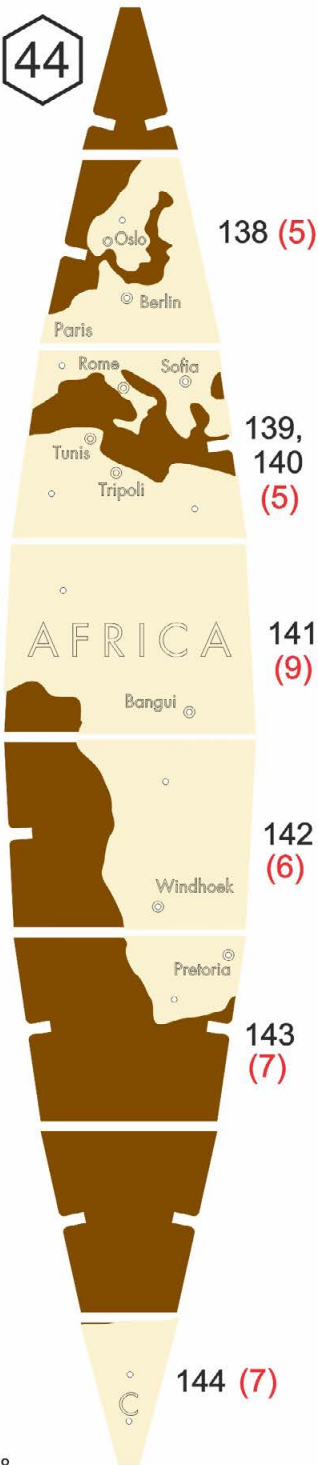 44
138 (5)
Oslo
Berlin
Paris
Rome
Sofia
139,
140
(5)
Tunis
Tripoli
141
(9)
AFRICA
Bangui
142
(6)
Windhoek
Pretoria
143
(7)
144 (7)
C
8